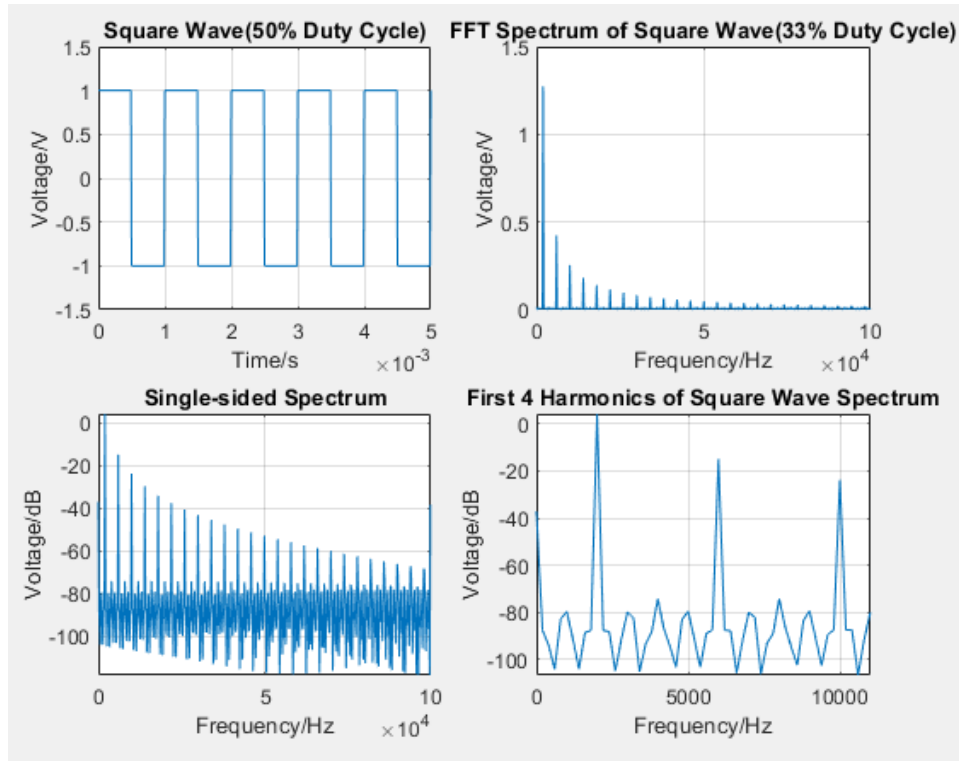 Square Wave(50% Duty Cycle)
1.5
1
0.5
0
-0.5
-1
-1.5
Voltage/V
0 1 2 3 4 5
Time/s
×10-3
FFT Spectrum of Square Wave(33% Duty Cycle)
1.5
1
0.5
0
Voltage/V
0 5 10
Frequency/Hz
×10^4
Single-sided Spectrum
0
-20
-40
-60
-80
-100
Voltage/dB
0 5 10
Frequency/Hz
×10^4
First 4 Harmonics of Square Wave Spectrum
0
-20
-40
-60
-80
-100
Voltage/dB
0 5000 10000
Frequency/Hz